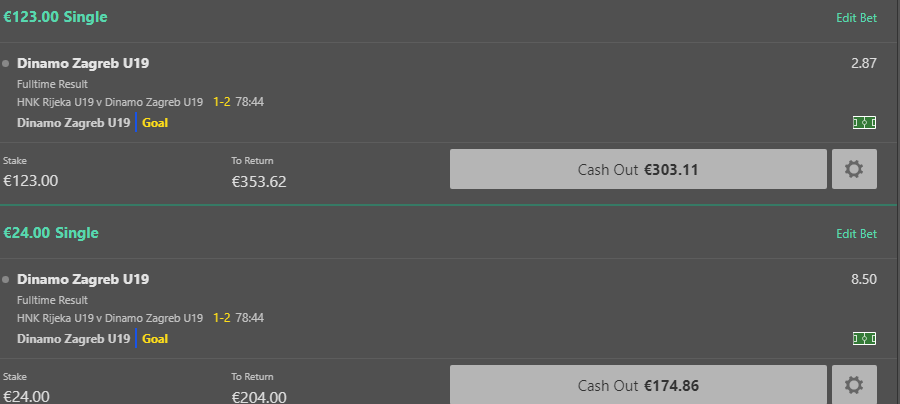 €123.00 Single Edit Bet
Dinamo Zagreb U19 2.87
Fulltime Result
HNK Rijeka U19 v Dinamo Zagreb U19 1-2 78:44
Dinamo Zagreb U19 Goal
Stake To Return
€123.00 €353.62 Cash Out €303.11
€24.00 Single Edit Bet
Dinamo Zagreb U19 8.50
Fulltime Result
HNK Rijeka U19 v Dinamo Zagreb U19 1-2 78:44
Dinamo Zagreb U19 Goal
Stake To Return
€24.00 €204.00 Cash Out €174.86